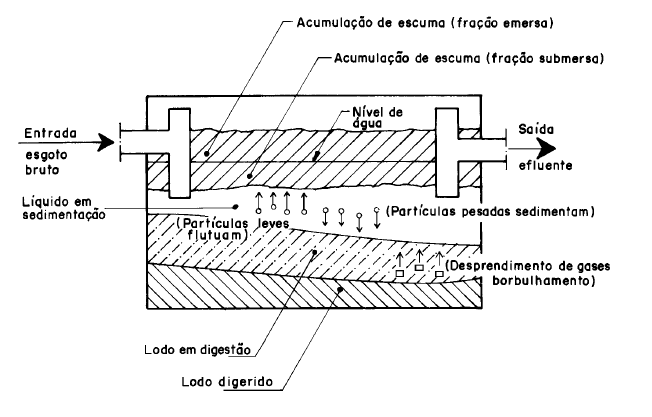 Acumulação de escuma (fração emersa)
Acumulação de escuma (fração submersa)
Nível de
água
Entrada
esgoto
bruto
Saída
efluente
Líquido em
sedimentação
(Partículas leves
flutuam)
(Partículas pesadas sedimentam)
(Desprendimento de gases
borbulhamento)
Lodo em digestão
Lodo digerido